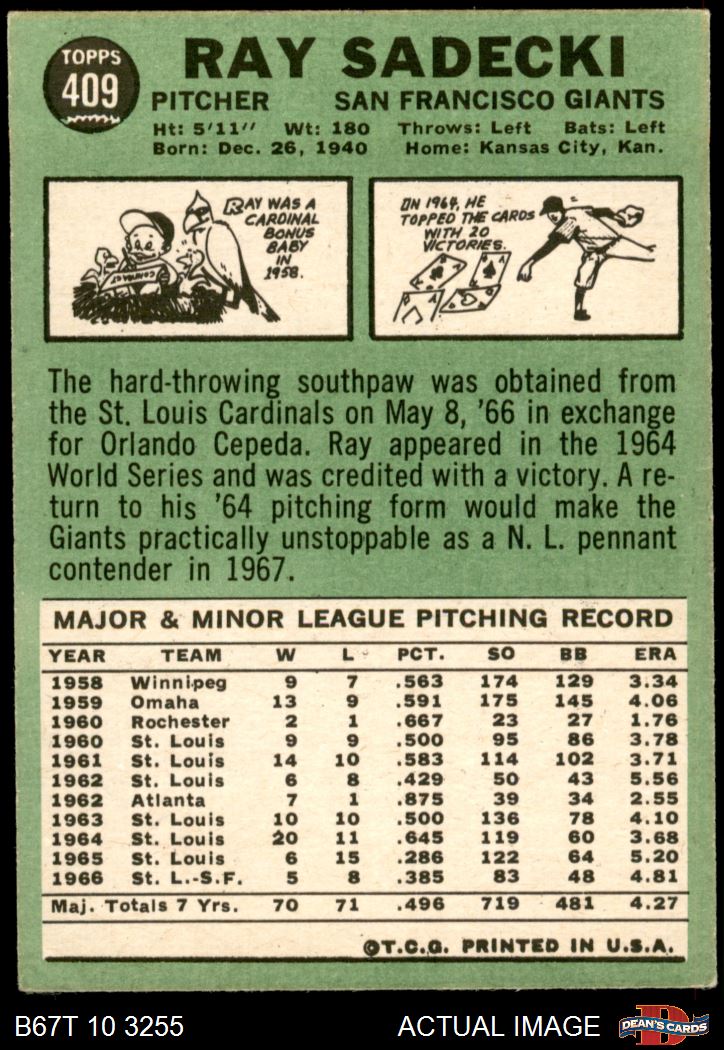 TOPPS
409
RAY SADECKI
PITCHER SAN FRANCISCO GIANTS
Ht: 5'11" Wt: 180 Throws: Left Bats: Left
Born: Dec. 26, 1940 Home: Kansas City, Kan.
RAY WAS A
CARDINAL
BONUS
BABY
IN
1958.
CONTRACT
IN 1964, HE
TOPPED THE CARDS
WITH 20
VICTORIES.
The hard-throwing southpaw was obtained from
the St. Louis Cardinals on May 8, '66 in exchange
for Orlando Cepeda. Ray appeared in the 1964
World Series and was credited with a victory. A re-
turn to his '64 pitching form would make the
Giants practically unstoppable as a N. L. pennant
contender in 1967.
MAJOR & MINOR LEAGUE PITCHING RECORD
YEAR TEAM W L PCT. SO BB ERA
1958 Winnipeg 9 7 .563 174 129 3.34
1959 Omaha 13 9 .591 175 145 4.06
1960 Rochester 2 1 .667 23 27 1.76
1960 St. Louis 9 9 .500 95 86 3.78
1961 St. Louis 14 10 .583 114 102 3.71
1962 St. Louis 6 8 .429 50 43 5.56
1962 Atlanta 7 1 .875 39 34 2.55
1963 St. Louis 10 10 .500 136 78 4.10
1964 St. Louis 20 11 .645 119 60 3.68
1965 St. Louis 6 15 .286 122 64 5.20
1966 St. L.-S.F. 5 8 .385 83 48 4.81
Maj. Totals 7 Yrs. 70 71 .496 719 481 4.27
©T.C.G. PRINTED IN U.S.A.
B67T 10 3255 ACTUAL IMAGE D DEAN'S CARDS